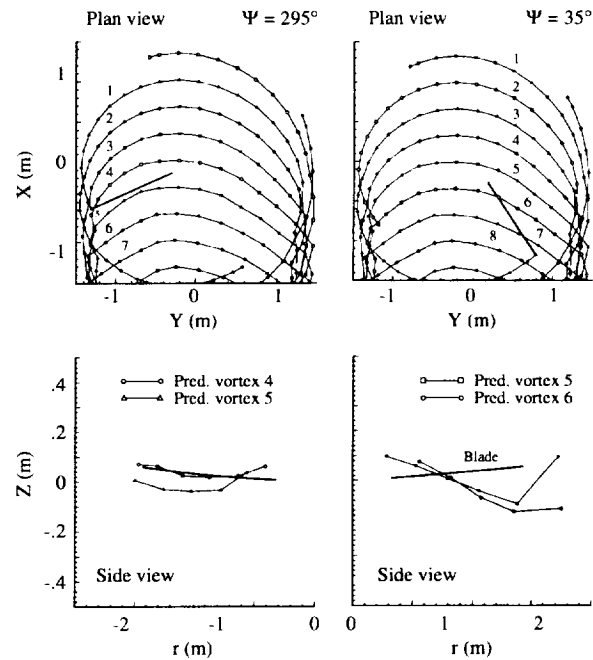 Plan view Ψ = 295°
Plan view Ψ = 35°
1
0
-1
X (m)
1
2
3
4
5
6
7
1
2
3
4
5
6
7
8
-1 0 1
Y (m)
-1 0 1
Y (m)
.4
.2
0
-.2
-.4
Z (m)
Pred. vortex 4
Pred. vortex 5
Side view
Pred. vortex 5
Pred. vortex 6
Blade
Side view
-2 -1 0
r (m)
0 1 2
r (m)